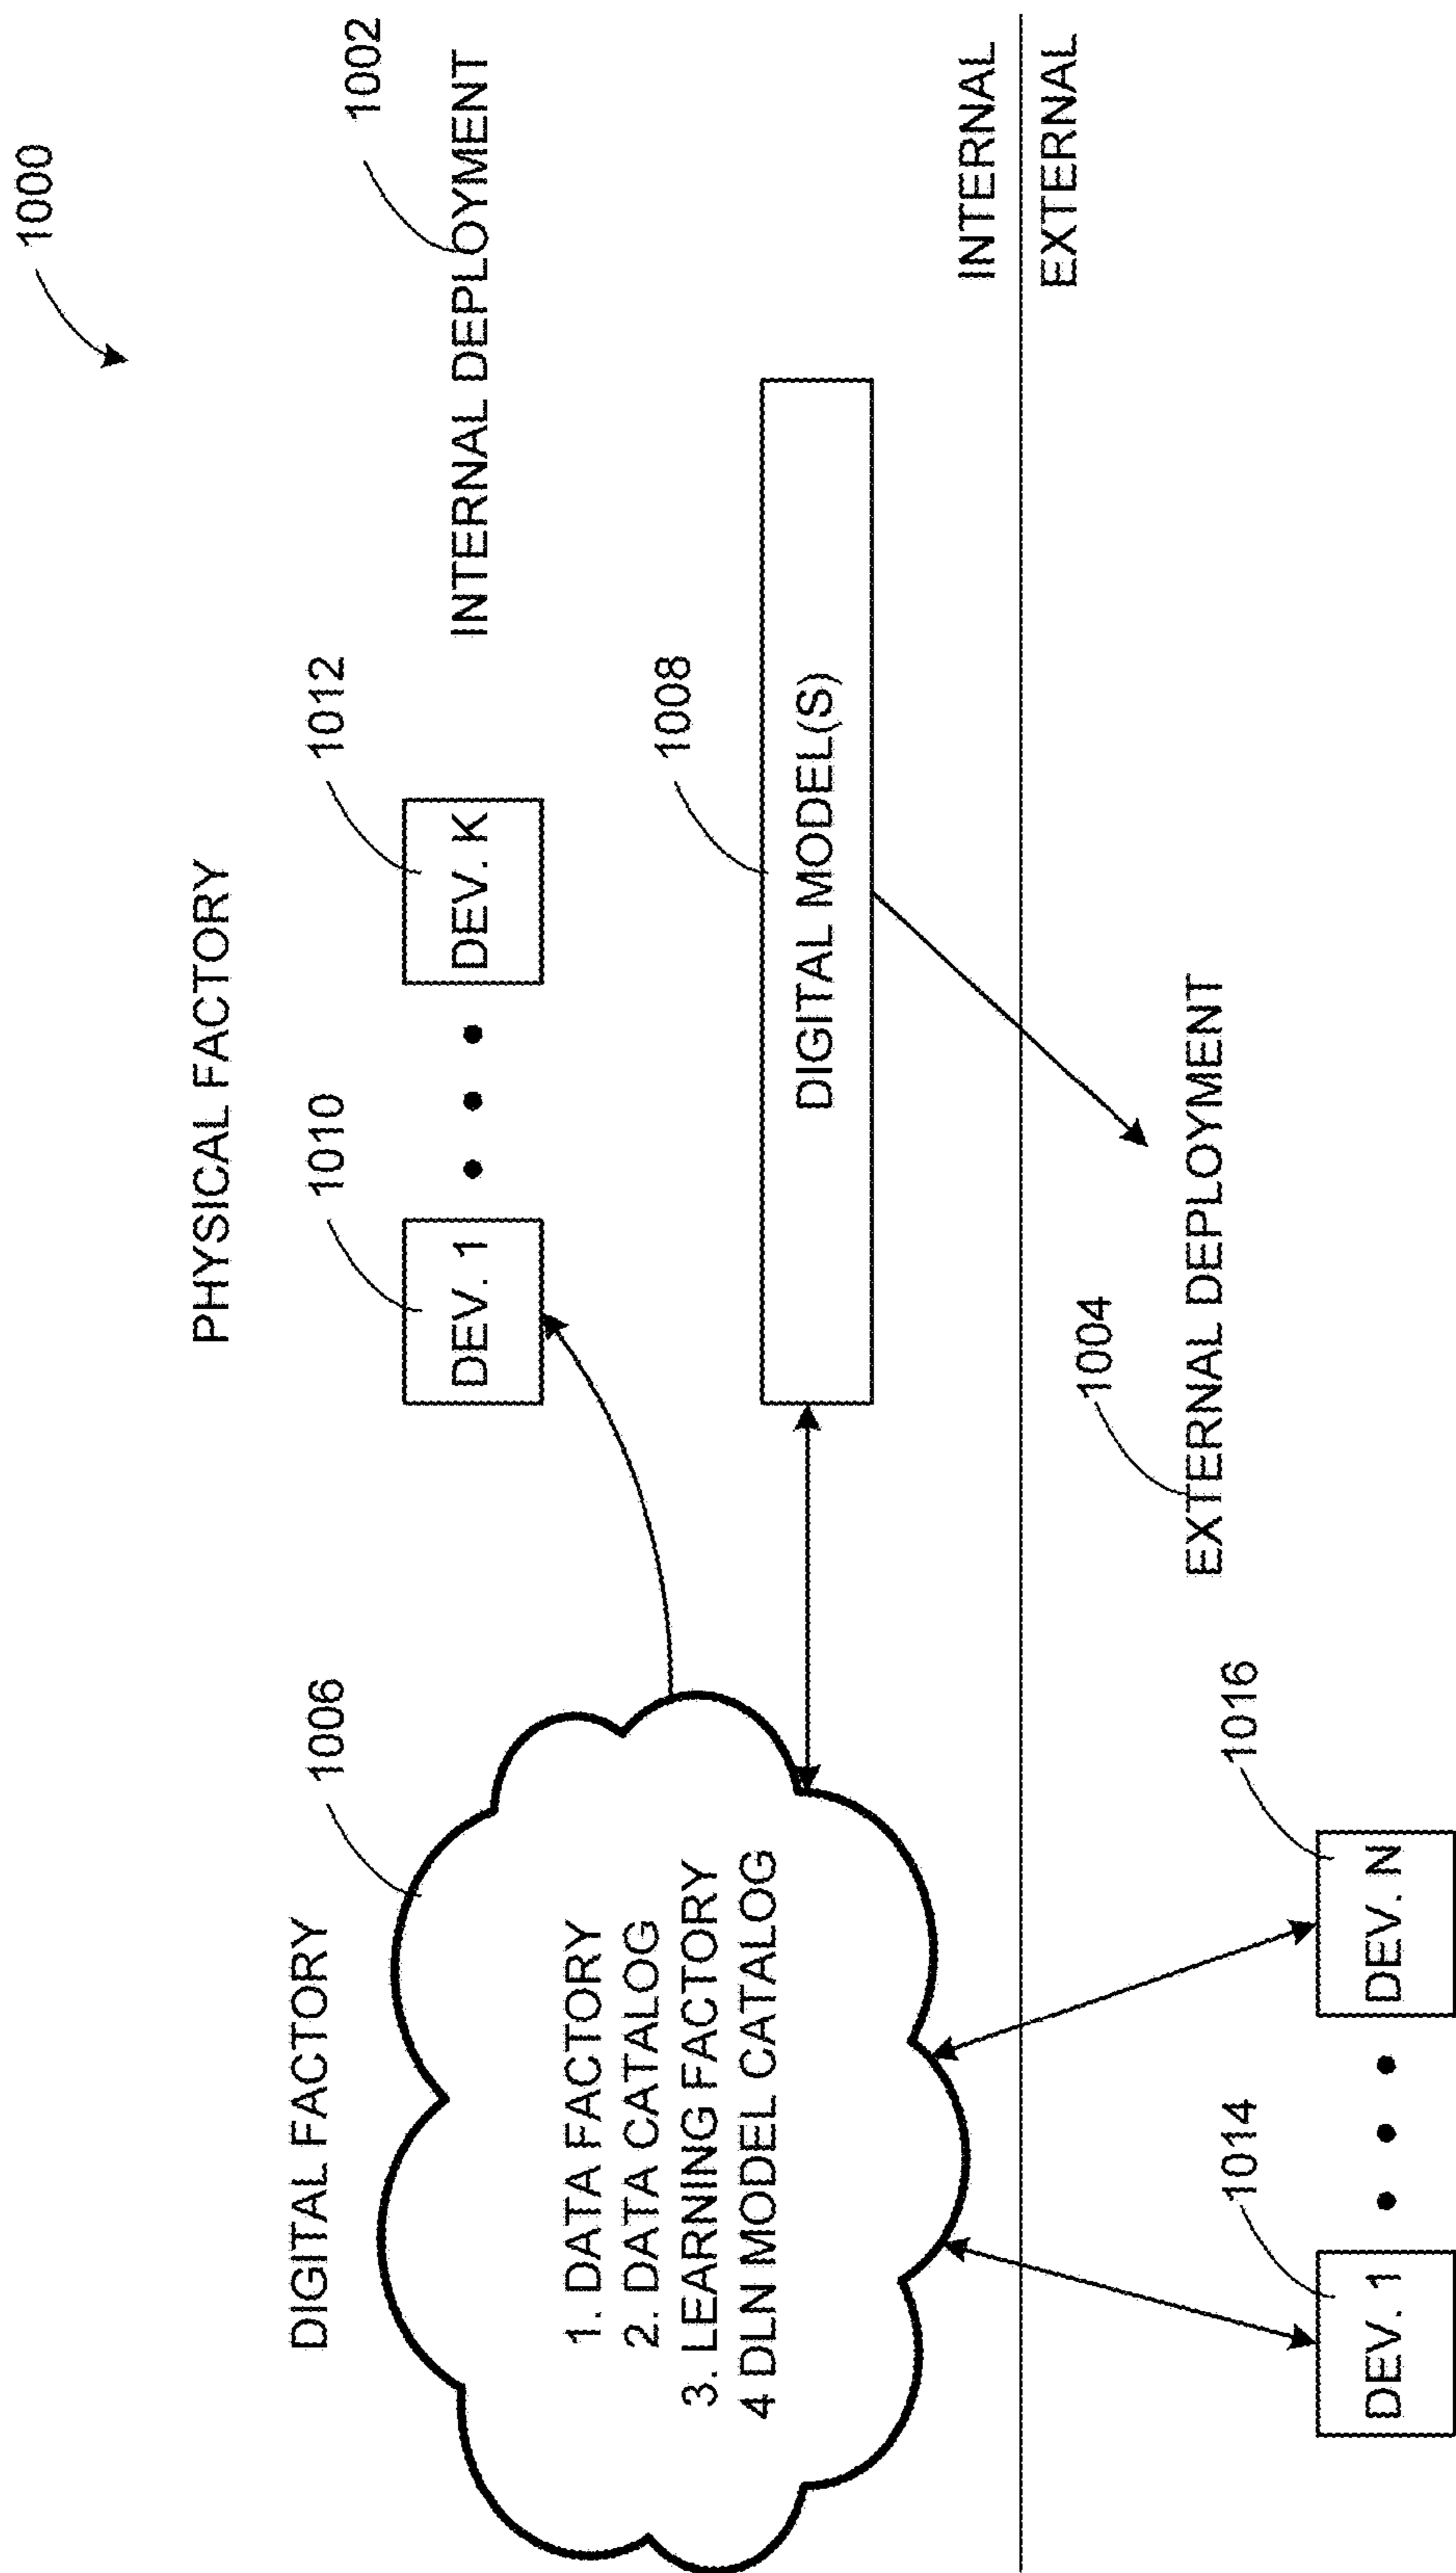 1000
PHYSICAL FACTORY
DIGITAL FACTORY
1006
1010
1012
1002
DEV. 1
DEV. K
INTERNAL DEPLOYMENT
1. DATA FACTORY
2. DATA CATALOG
3. LEARNING FACTORY
4 DLN MODEL CATALOG
1008
DIGITAL MODEL(S)
INTERNAL
EXTERNAL
1004
EXTERNAL DEPLOYMENT
1014
1016
DEV. 1
DEV. N